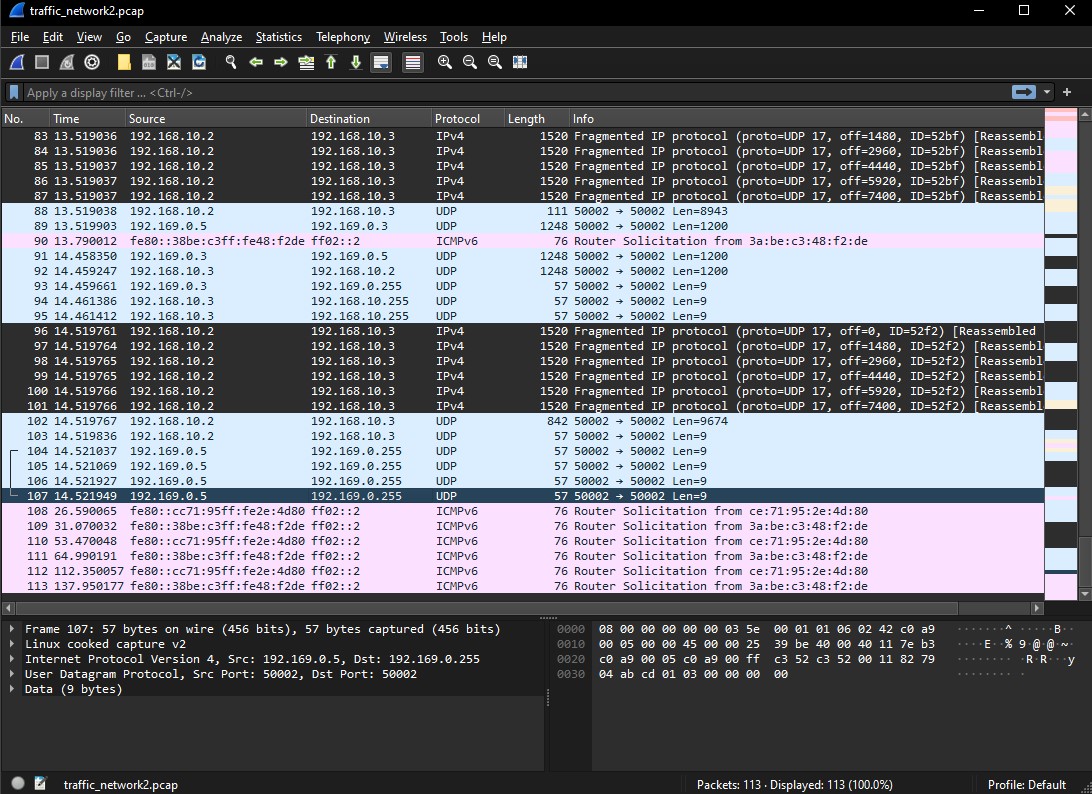 traffic_network2.pcap
File Edit View Go Capture Analyze Statistics Telephony Wireless Tools Help
Apply a display filter ... <Ctrl-/>
No. Time Source Destination Protocol Length Info
83 13.519036 192.168.10.2 192.168.10.3 IPv4 1520 Fragmented IP protocol (proto=UDP 17, off=1480, ID=52bf) [Reassembl
84 13.519036 192.168.10.2 192.168.10.3 IPv4 1520 Fragmented IP protocol (proto=UDP 17, off=2960, ID=52bf) [Reassembl
85 13.519037 192.168.10.2 192.168.10.3 IPv4 1520 Fragmented IP protocol (proto=UDP 17, off=4440, ID=52bf) [Reassembl
86 13.519037 192.168.10.2 192.168.10.3 IPv4 1520 Fragmented IP protocol (proto=UDP 17, off=5920, ID=52bf) [Reassembl
87 13.519037 192.168.10.2 192.168.10.3 IPv4 1520 Fragmented IP protocol (proto=UDP 17, off=7400, ID=52bf) [Reassembl
88 13.519038 192.168.10.2 192.168.10.3 UDP 111 50002 → 50002 Len=8943
89 13.519903 192.169.0.5 192.169.0.3 UDP 1248 50002 → 50002 Len=1200
90 13.790012 fe80::38be:c3ff:fe48:f2de ff02::2 ICMPv6 76 Router Solicitation from 3a:be:c3:48:f2:de
91 14.458350 192.169.0.3 192.169.0.5 UDP 1248 50002 → 50002 Len=1200
92 14.459247 192.168.10.3 192.168.10.2 UDP 1248 50002 → 50002 Len=1200
93 14.459661 192.169.0.3 192.169.0.255 UDP 57 50002 → 50002 Len=9
94 14.461386 192.168.10.3 192.168.10.255 UDP 57 50002 → 50002 Len=9
95 14.461412 192.168.10.3 192.168.10.255 UDP 57 50002 → 50002 Len=9
96 14.519761 192.168.10.2 192.168.10.3 IPv4 1520 Fragmented IP protocol (proto=UDP 17, off=0, ID=52f2) [Reassembled
97 14.519764 192.168.10.2 192.168.10.3 IPv4 1520 Fragmented IP protocol (proto=UDP 17, off=1480, ID=52f2) [Reassembl
98 14.519765 192.168.10.2 192.168.10.3 IPv4 1520 Fragmented IP protocol (proto=UDP 17, off=2960, ID=52f2) [Reassembl
99 14.519765 192.168.10.2 192.168.10.3 IPv4 1520 Fragmented IP protocol (proto=UDP 17, off=4440, ID=52f2) [Reassembl
100 14.519766 192.168.10.2 192.168.10.3 IPv4 1520 Fragmented IP protocol (proto=UDP 17, off=5920, ID=52f2) [Reassembl
101 14.519766 192.168.10.2 192.168.10.3 IPv4 1520 Fragmented IP protocol (proto=UDP 17, off=7400, ID=52f2) [Reassembl
102 14.519767 192.168.10.2 192.168.10.3 UDP 842 50002 → 50002 Len=9674
103 14.519836 192.168.10.2 192.168.10.3 UDP 57 50002 → 50002 Len=9
104 14.521037 192.169.0.5 192.169.0.255 UDP 57 50002 → 50002 Len=9
105 14.521069 192.169.0.5 192.169.0.255 UDP 57 50002 → 50002 Len=9
106 14.521927 192.169.0.5 192.169.0.255 UDP 57 50002 → 50002 Len=9
107 14.521949 192.169.0.5 192.169.0.255 UDP 57 50002 → 50002 Len=9
108 26.590065 fe80::cc71:95ff:fe2e:4d80 ff02::2 ICMPv6 76 Router Solicitation from ce:71:95:2e:4d:80
109 31.070032 fe80::38be:c3ff:fe48:f2de ff02::2 ICMPv6 76 Router Solicitation from 3a:be:c3:48:f2:de
110 53.470048 fe80::cc71:95ff:fe2e:4d80 ff02::2 ICMPv6 76 Router Solicitation from ce:71:95:2e:4d:80
111 64.990191 fe80::38be:c3ff:fe48:f2de ff02::2 ICMPv6 76 Router Solicitation from 3a:be:c3:48:f2:de
112 112.350057 fe80::cc71:95ff:fe2e:4d80 ff02::2 ICMPv6 76 Router Solicitation from ce:71:95:2e:4d:80
113 137.950177 fe80::38be:c3ff:fe48:f2de ff02::2 ICMPv6 76 Router Solicitation from 3a:be:c3:48:f2:de
Frame 107: 57 bytes on wire (456 bits), 57 bytes captured (456 bits)
Linux cooked capture v2
Internet Protocol Version 4, Src: 192.169.0.5, Dst: 192.169.0.255
User Datagram Protocol, Src Port: 50002, Dst Port: 50002
Data (9 bytes)
0000 08 00 00 00 00 00 03 5e 00 01 01 06 02 42 c0 a9 ·······^ ·····B··
0010 00 05 00 00 45 00 00 25 39 be 40 00 40 11 7e b3 ····E··% 9·@·@·~·
0020 c0 a9 00 05 c0 a9 00 ff c3 52 c3 52 00 11 82 79 ········ ·R·R···y
0030 04 ab cd 01 03 00 00 00 00 ········ ·
traffic_network2.pcap
Packets: 113 · Displayed: 113 (100.0%)
Profile: Default